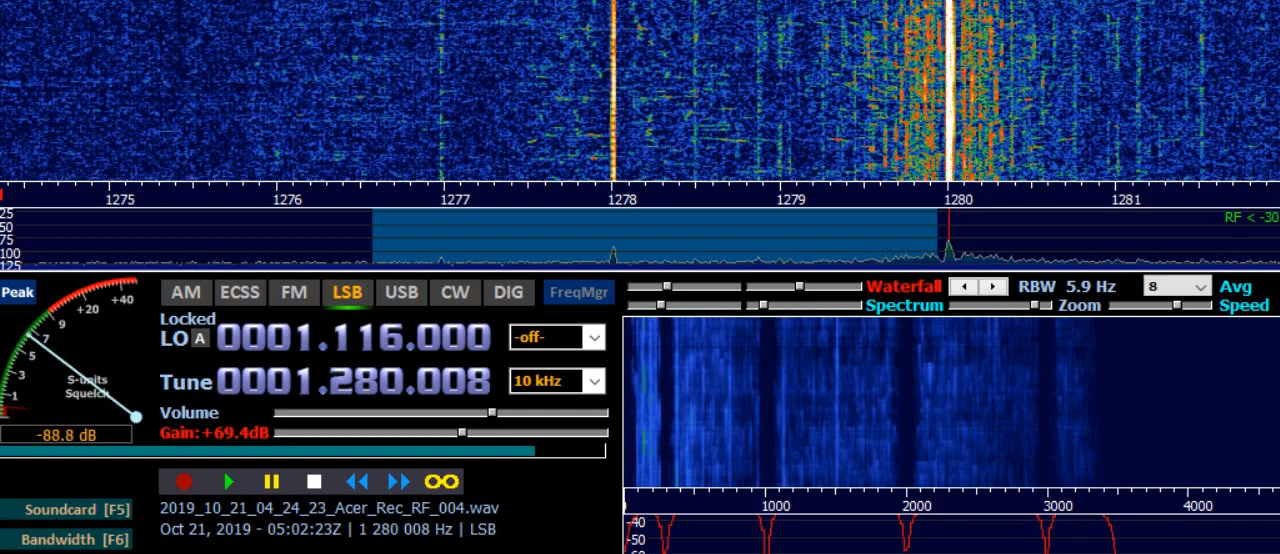 1275 1276 1277 1278 1279 1280 1281
25
50
75
100
125
RF < -30
Peak
+40
+20
9
7
5
3
1
S-units
Squelch
-88.8 dB
AM ECSS FM LSB USB CW DIG FreqMgr
Locked
LO A 0001.116.000 -off-
Tune 0001.280.008 10 kHz
Volume
Gain:+69.4dB
Waterfall RBW 5.9 Hz 8 Avg
Spectrum Zoom Speed
Soundcard [F5]
Bandwidth [F6]
2019_10_21_04_24_23_Acer_Rec_RF_004.wav
Oct 21, 2019 - 05:02:23Z | 1 280 008 Hz | LSB
1000 2000 3000 4000
-40
-50